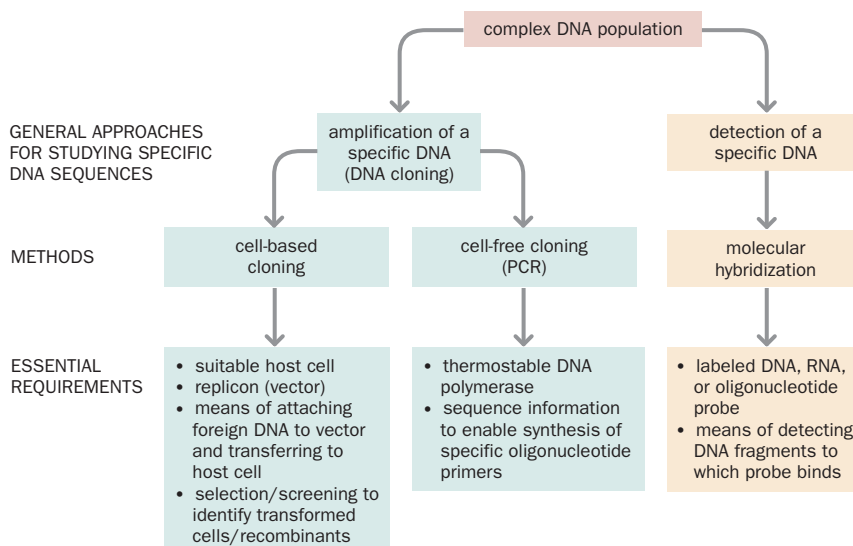 complex DNA population
GENERAL APPROACHES
FOR STUDYING SPECIFIC
DNA SEQUENCES
amplification of a
specific DNA
(DNA cloning)
detection of a
specific DNA
METHODS
cell-based
cloning
cell-free cloning
(PCR)
molecular
hybridization
ESSENTIAL
REQUIREMENTS
• suitable host cell
• replicon (vector)
• means of attaching
foreign DNA to vector
and transferring to
host cell
• selection/screening to
identify transformed
cells/recombinants
• thermostable DNA
polymerase
• sequence information
to enable synthesis of
specific oligonucleotide
primers
• labeled DNA, RNA,
or oligonucleotide
probe
• means of detecting
DNA fragments to
which probe binds